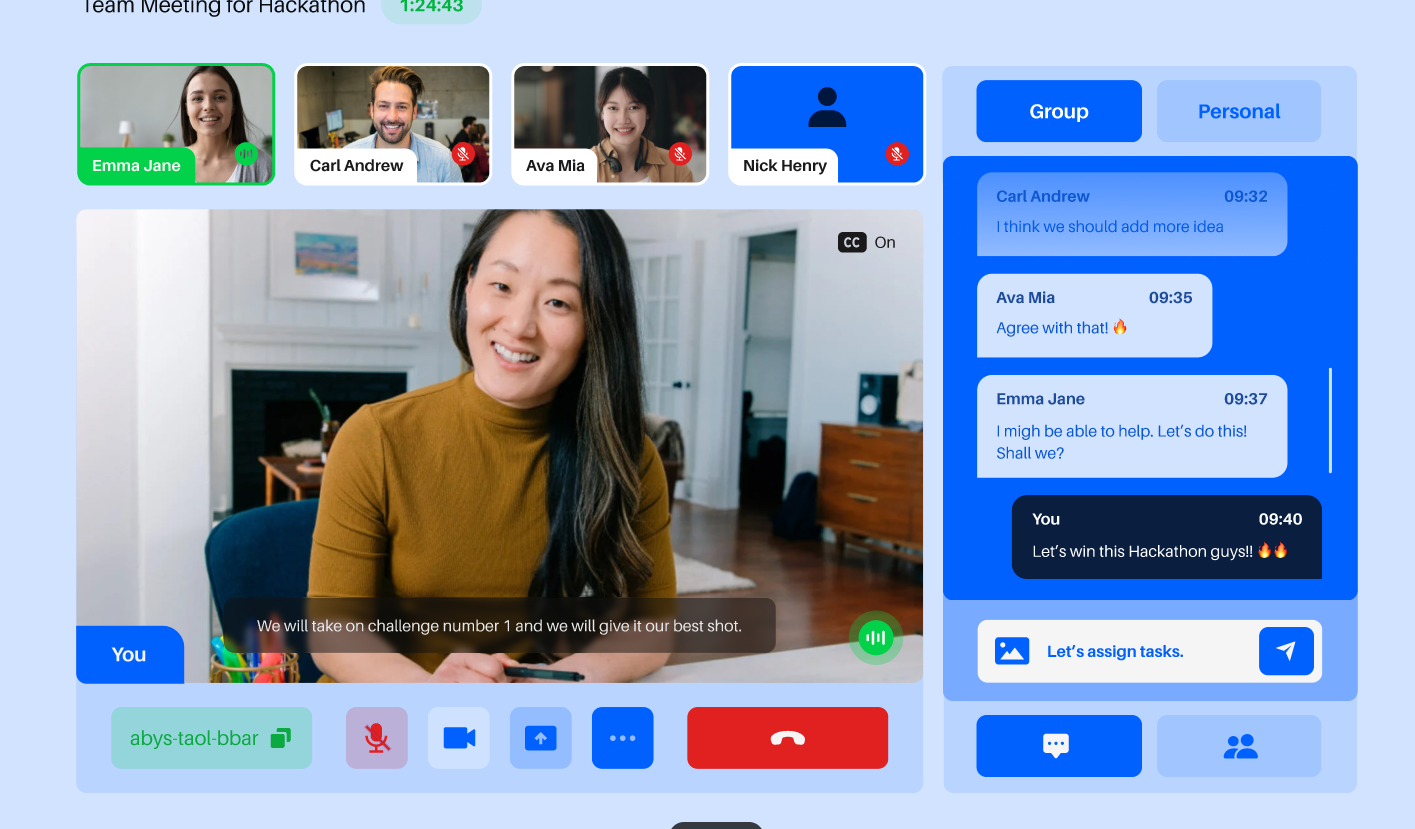 Team Meeting for Hackathon 1:24:43
Emma Jane
Carl Andrew
Ava Mia
Nick Henry
CC On
We will take on challenge number 1 and we will give it our best shot.
You
abys-taol-bbar
Group
Personal
Carl Andrew 09:32
I think we should add more idea
Ava Mia 09:35
Agree with that! 🔥
Emma Jane 09:37
I migh be able to help. Let’s do this!
Shall we?
You 09:40
Let’s win this Hackathon guys!! 🔥🔥
Let’s assign tasks.